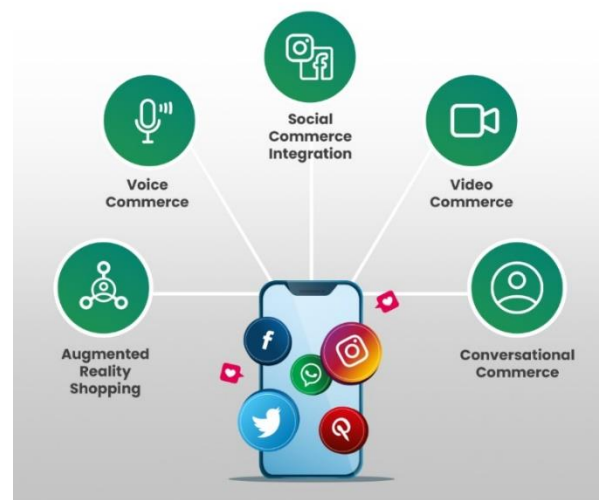 Social
Commerce
Integration
Voice
Commerce
Video
Commerce
Augmented
Reality
Shopping
Conversational
Commerce